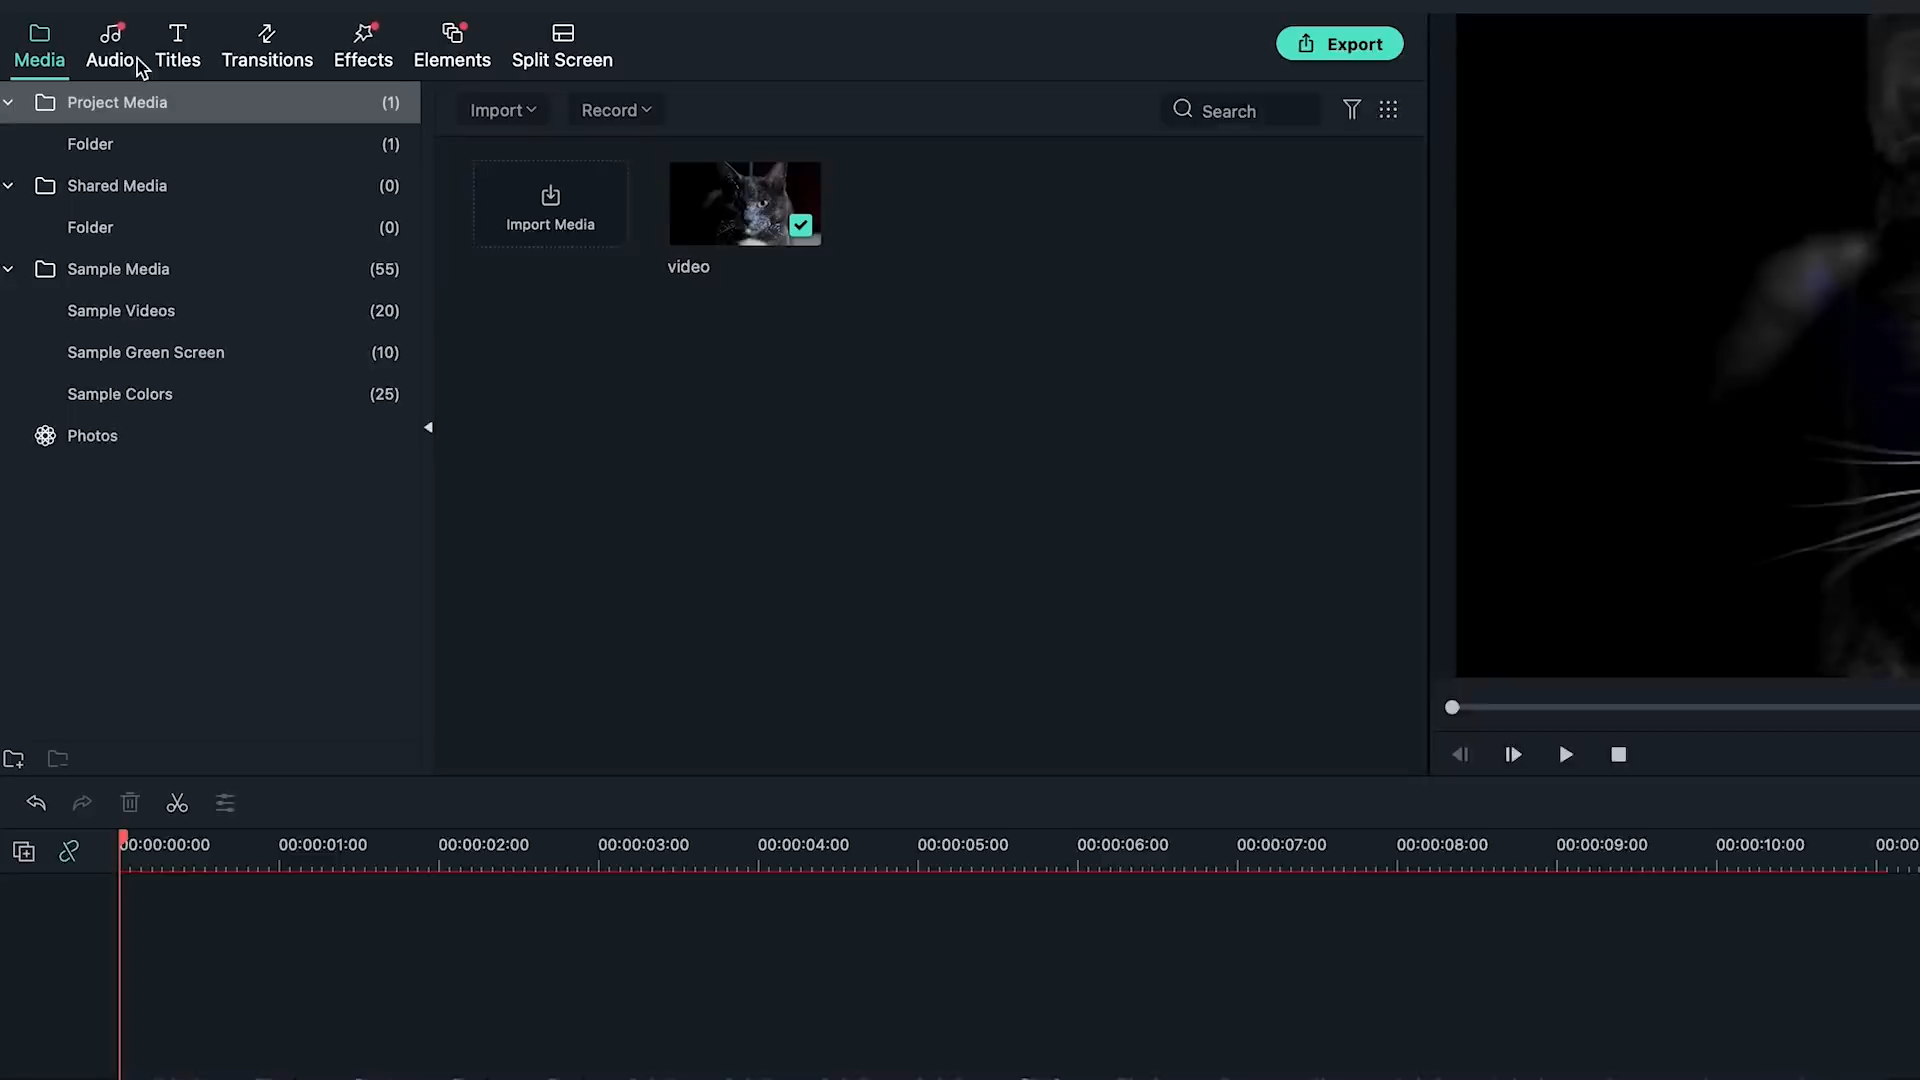 Media Audio Titles Transitions Effects Elements Split Screen
Export
Project Media (1)
Folder (1)
Shared Media (0)
Folder (0)
Sample Media (55)
Sample Videos (20)
Sample Green Screen (10)
Sample Colors (25)
Photos
Import Record Search
Import Media
video
00:00:00:00 00:00:01:00 00:00:02:00 00:00:03:00 00:00:04:00 00:00:05:00 00:00:06:00 00:00:07:00 00:00:08:00 00:00:09:00 00:00:10:00 00:00